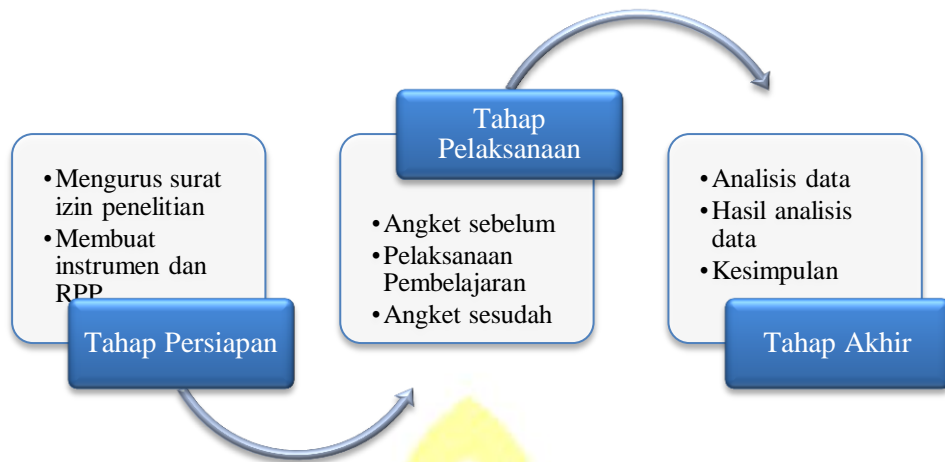 •Mengurus surat
izin penelitian
•Membuat
instrumen dan
RPP
Tahap Persiapan
Tahap
Pelaksanaan
•Angket sebelum
•Pelaksanaan
Pembelajaran
•Angket sesudah
•Analisis data
•Hasil analisis
data
•Kesimpulan
Tahap Akhir